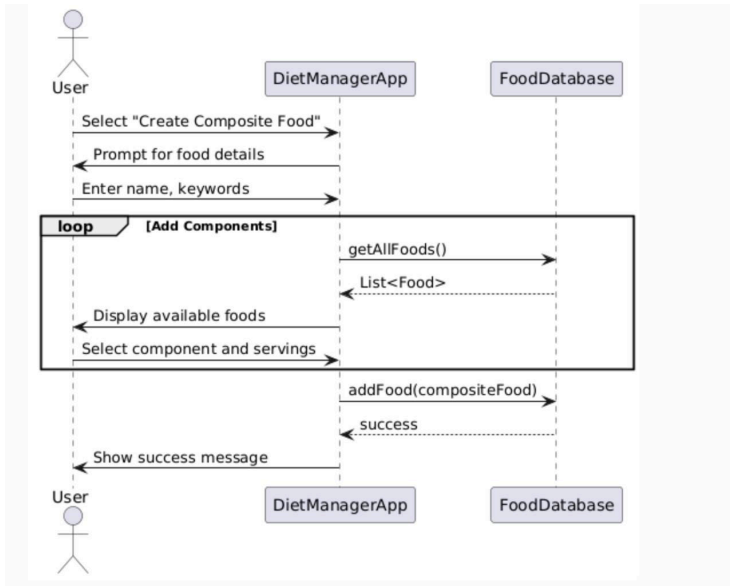 User
DietManagerApp
FoodDatabase
Select "Create Composite Food"
Prompt for food details
Enter name, keywords
loop
[Add Components]
getAllFoods()
List<Food>
Display available foods
Select component and servings
addFood(compositeFood)
success
Show success message
User
DietManagerApp
FoodDatabase